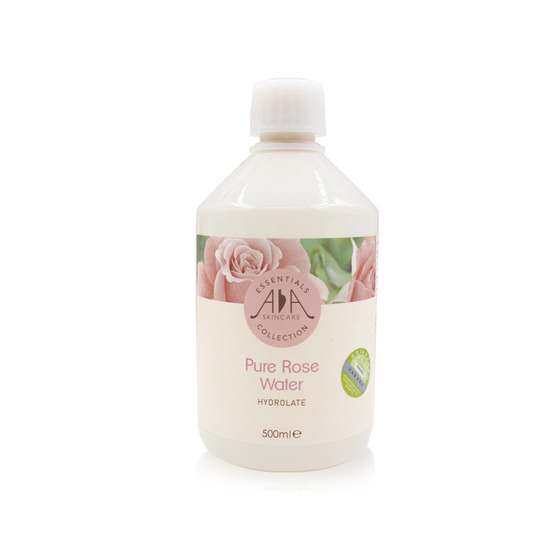 ESSENTIALS
AA
SKINCARE
COLLECTION
Pure Rose
Water
HYDROLATE
500ml e